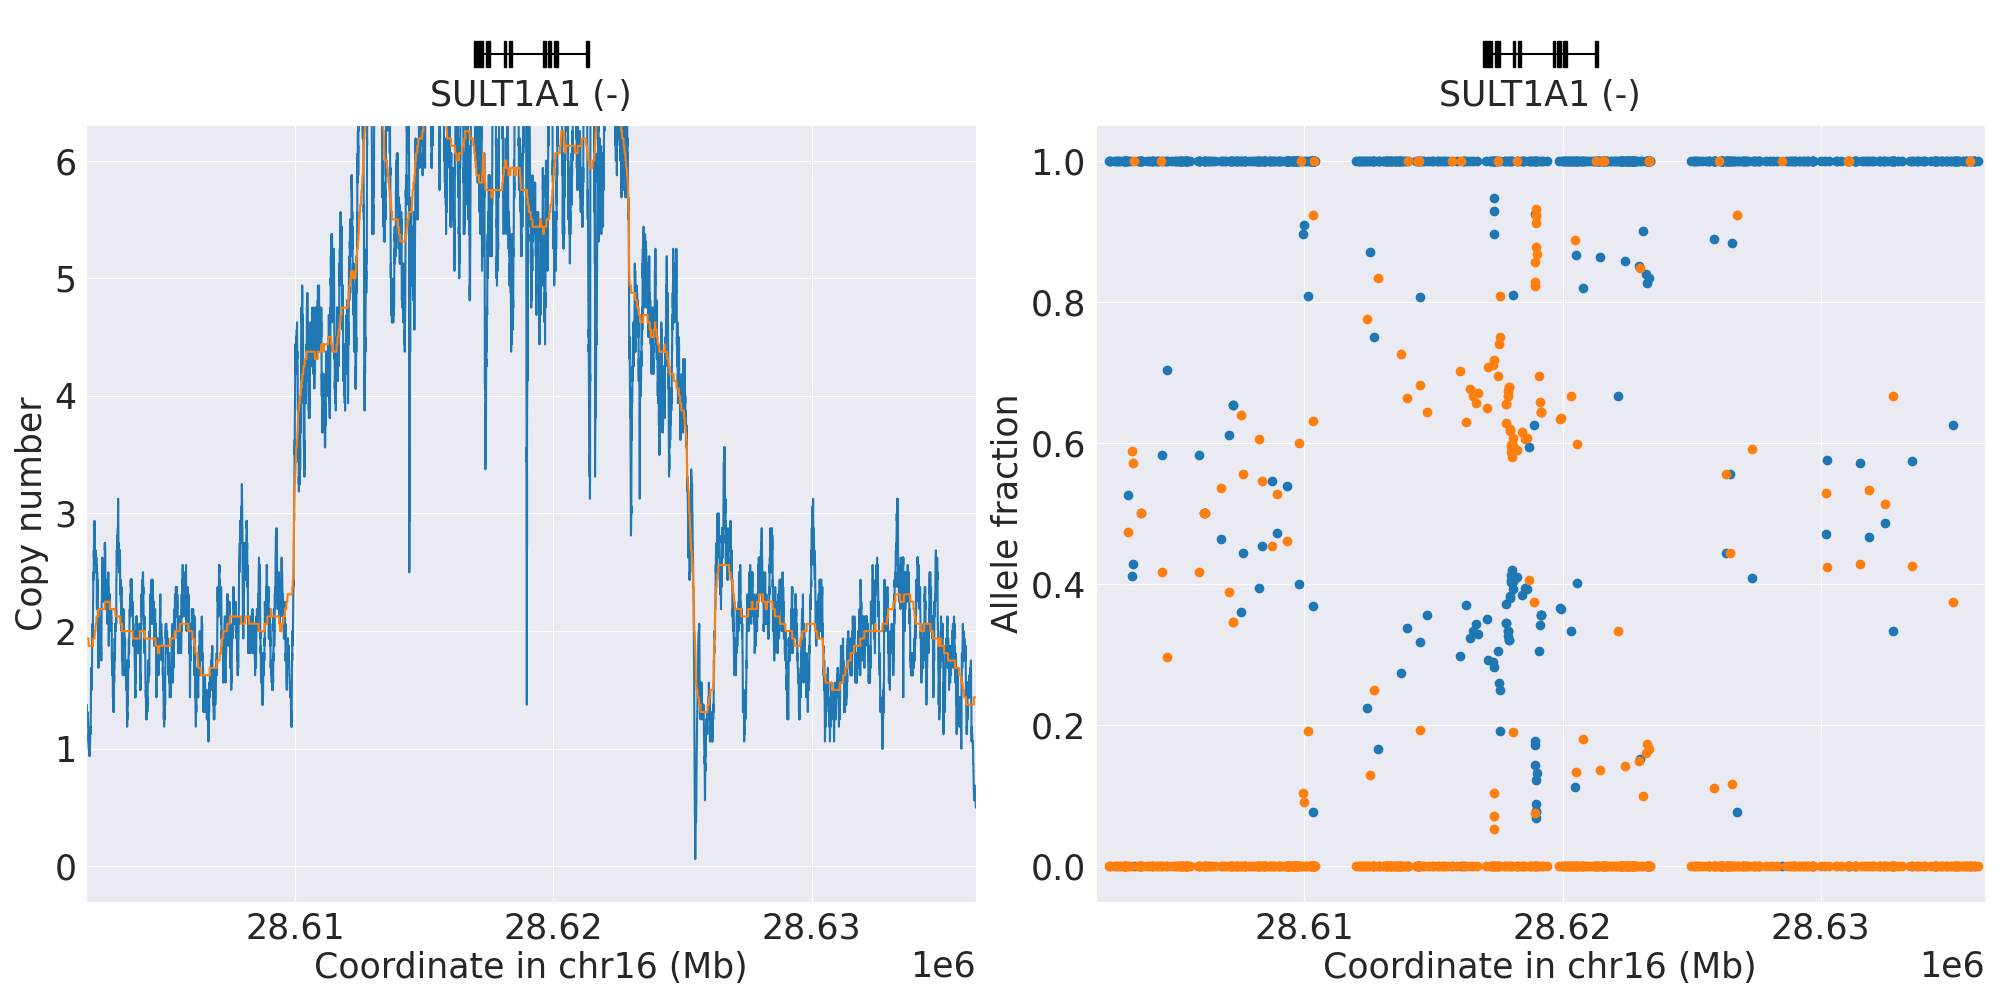 SULT1A1 (-)
6
5
4
3
2
1
0
Copy number
28.61
28.62
28.63
Coordinate in chr16 (Mb)
1e6
SULT1A1 (-)
1.0
0.8
0.6
0.4
0.2
0.0
Allele fraction
28.61
28.62
28.63
Coordinate in chr16 (Mb)
1e6